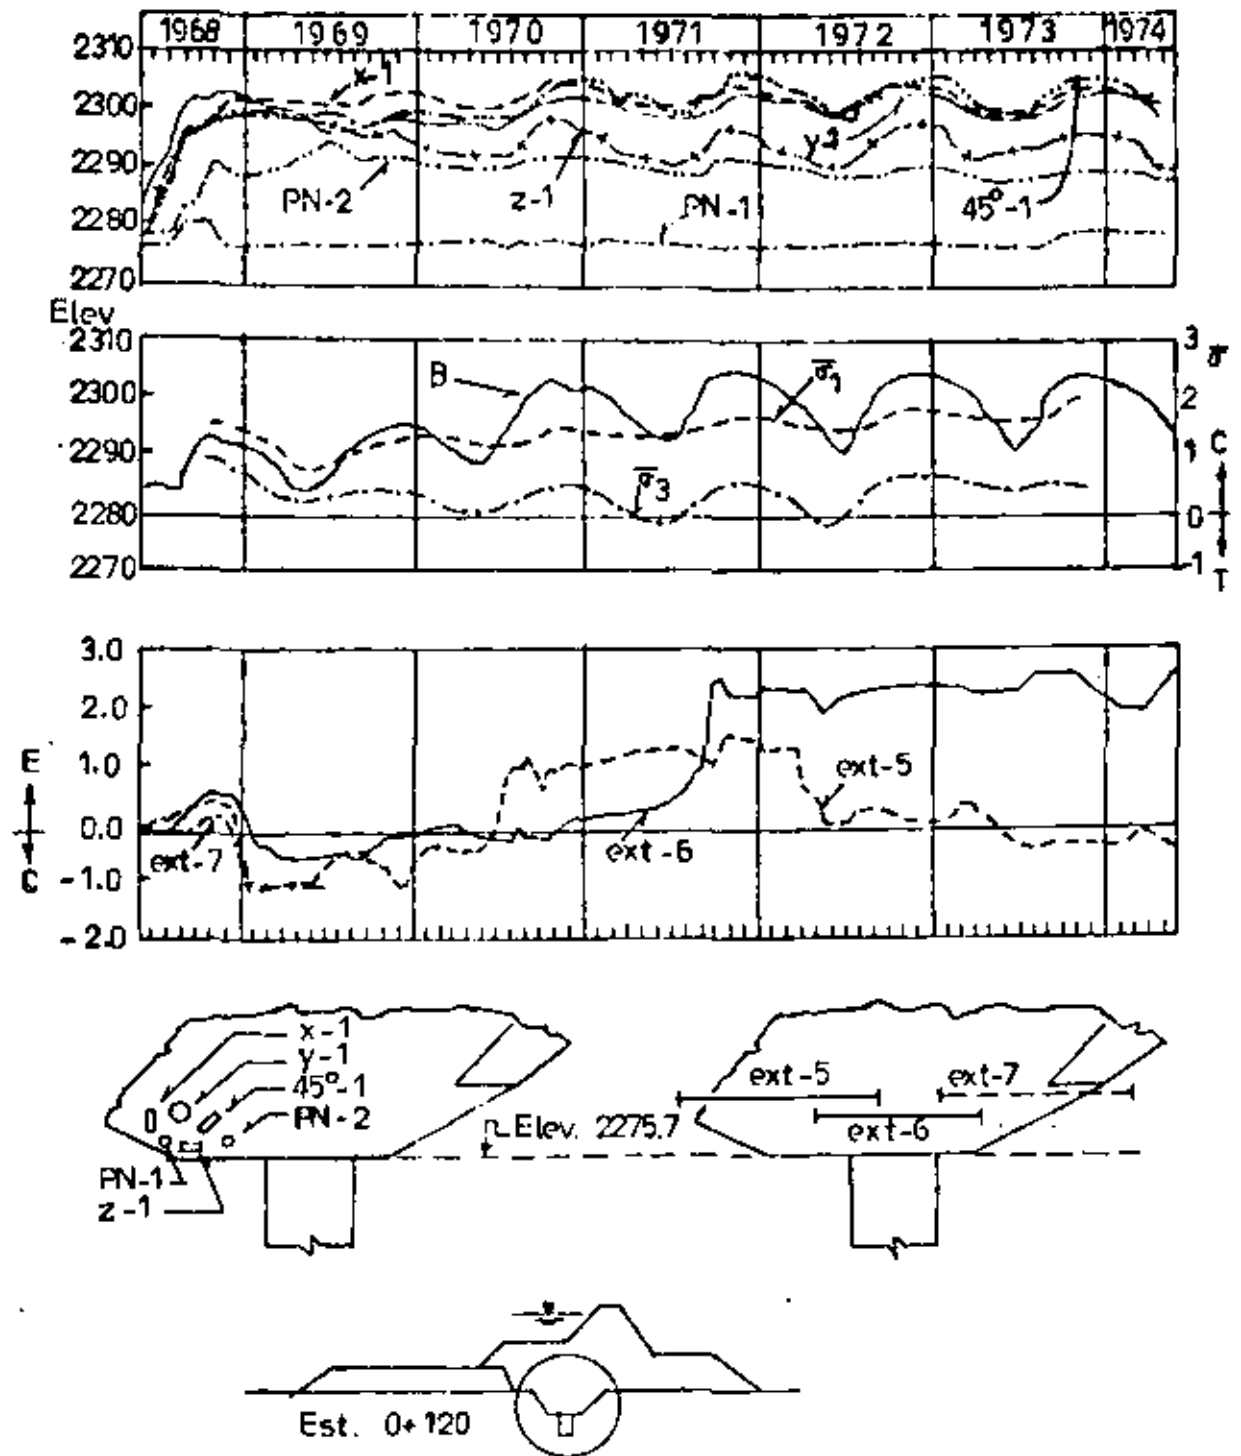 1968 1969 1970 1971 1972 1973 1974
2310
x-1
2300
y-1
2290
PN-2 z-1 PN-1 45°-1
2280
2270
Elev
2310 3
B σ̅1
2300 2
2290 1 C
σ̅3
2280 0
2270 -1 T
3.0
2.0
E 1.0 ext-5
0.0
ext-7 ext-6
C -1.0
-2.0
x-1
y-1
45°-1 ext-5 ext-7
PN-2 Elev. 2275.7 ext-6
PN-1
z-1
Est. 0+120